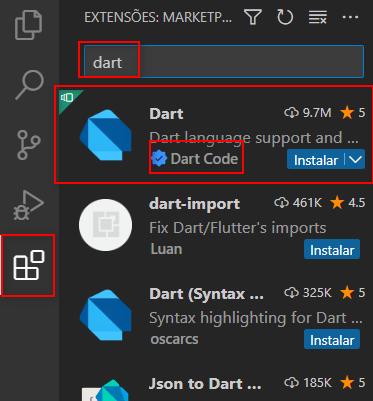 EXTENSÕES: MARKETP...
dart
Dart 9.7M 5
Dart language support and ...
Dart Code Instalar
dart-import 461K 4.5
Fix Dart/Flutter's imports
Luan Instalar
Dart (Syntax ... 325K 5
Syntax highlighting for Dart ...
oscarcs Instalar
Json to Dart ... 185K 5